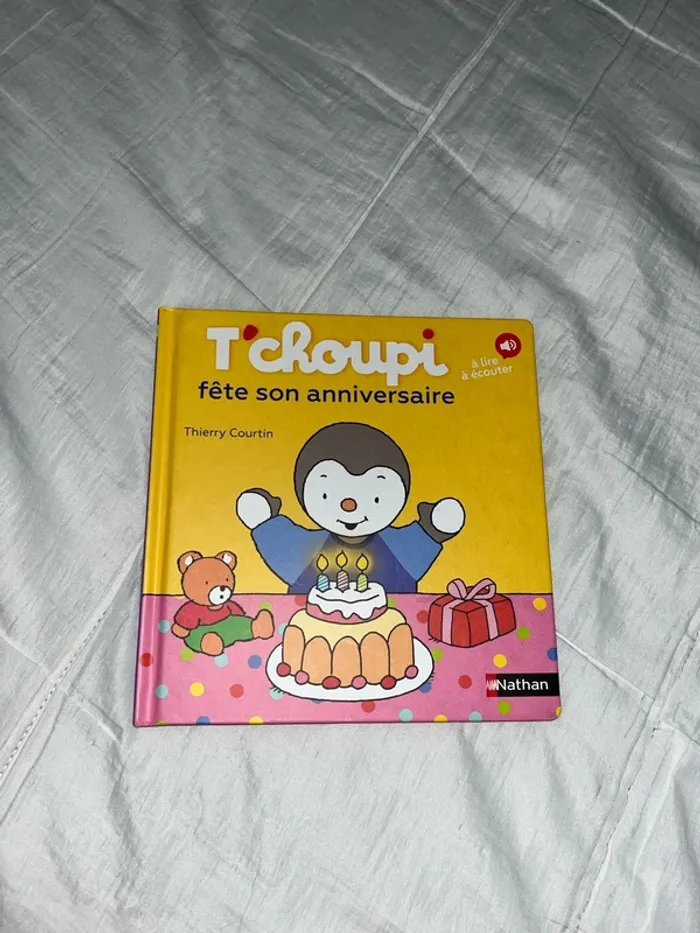 T'choupi
à lire
à écouter
fête son anniversaire
Thierry Courtin
Nathan